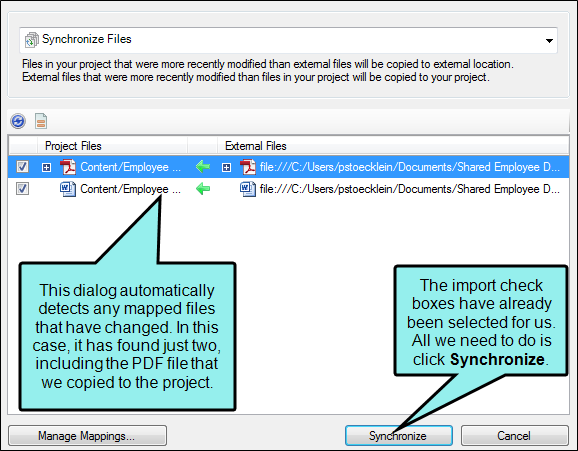 Synchronize Files
Files in your project that were more recently modified than external files will be copied to external location.
External files that were more recently modified than files in your project will be copied to your project.
Project Files External Files
Content/Employee ... file:///C:/Users/pstoecklein/Documents/Shared Employee D...
Content/Employee ... file:///C:/Users/pstoecklein/Documents/Shared Employee D...
This dialog automatically
detects any mapped files
that have changed. In this
case, it has found just two,
including the PDF file that
we copied to the project.
The import check
boxes have already
been selected for us.
All we need to do is
click Synchronize.
Manage Mappings... Synchronize Cancel